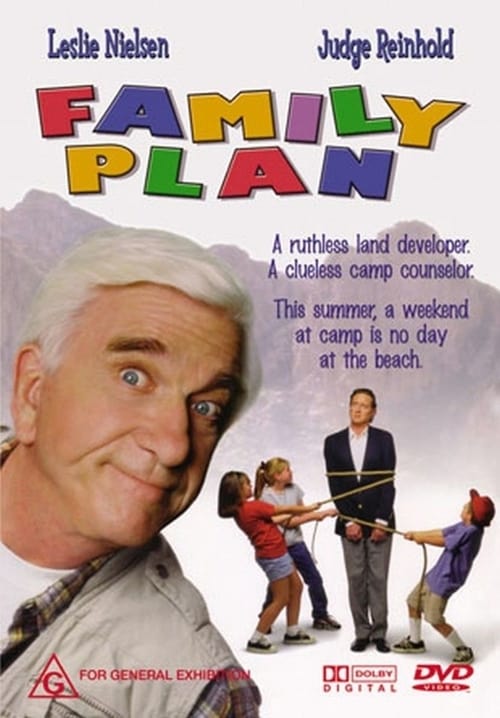 Leslie Nielsen
Judge Reinhold
FAMILY
PLAN
A ruthless land developer.
A clueless camp counselor.
This summer, a weekend
at camp is no day
at the beach.
G
FOR GENERAL EXHIBITION
DOLBY
DIGITAL
DVD
VIDEO